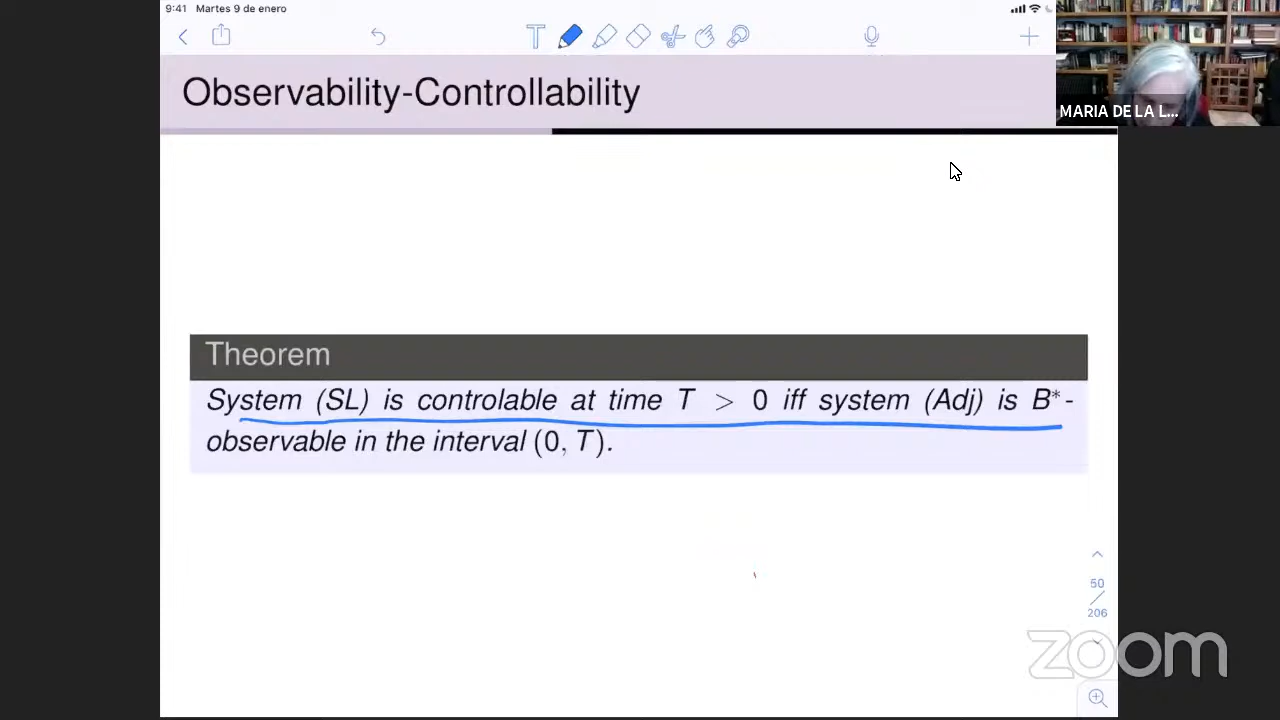 9:41 Martes 9 de enero
Observability-Controllability
MARIA DE LA L...
Theorem
System (SL) is controlable at time T > 0 iff system (Adj) is B*-
observable in the interval (0, T).
50
206
zoom